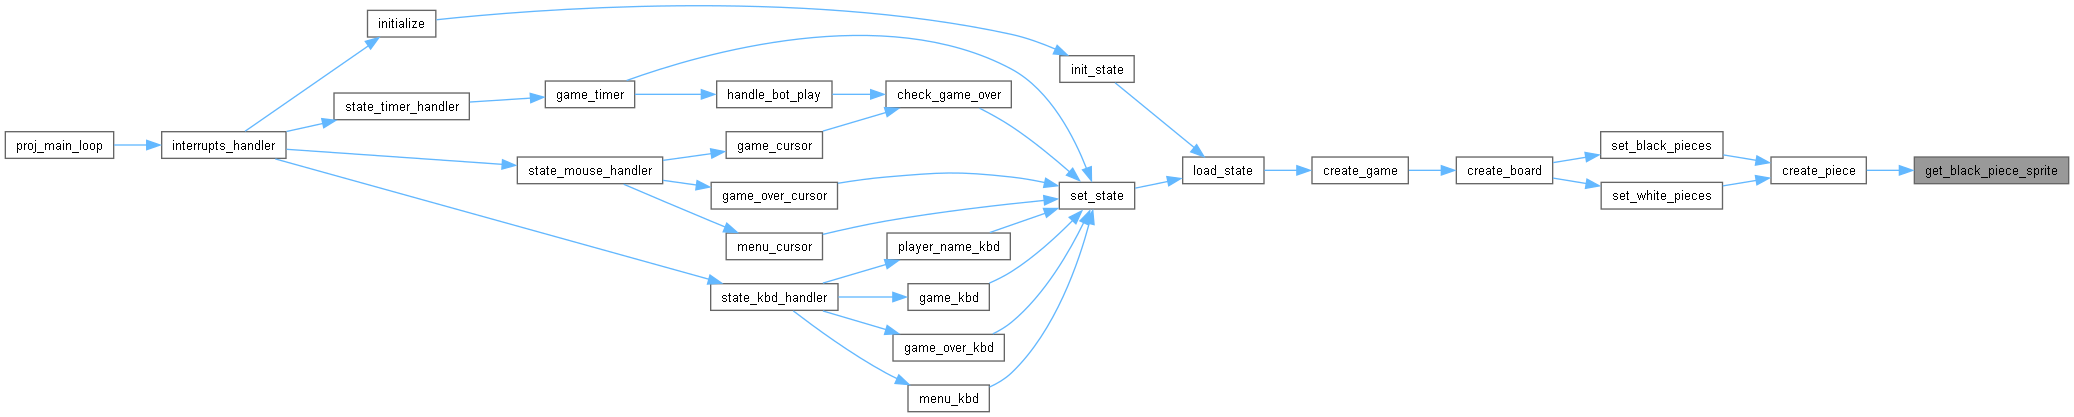 initialize
init_state
game_timer
handle_bot_play
check_game_over
state_timer_handler
proj_main_loop
interrupts_handler
game_cursor
set_black_pieces
state_mouse_handler
load_state
create_game
create_board
create_piece
get_black_piece_sprite
game_over_cursor
set_state
set_white_pieces
menu_cursor
player_name_kbd
state_kbd_handler
game_kbd
game_over_kbd
menu_kbd